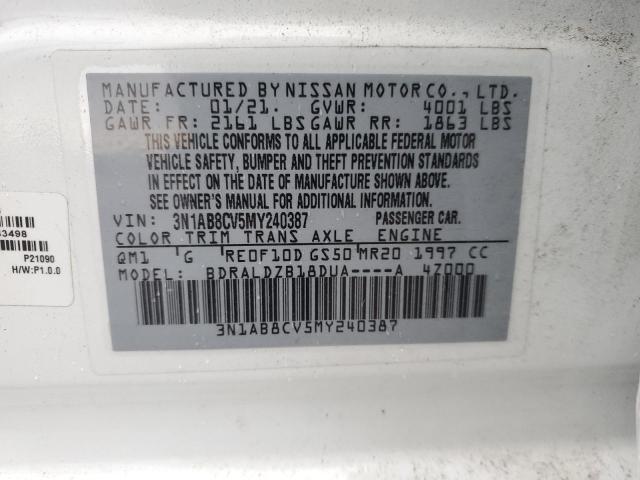 MANUFACTURED BY NISSAN MOTOR CO., LTD.
DATE: 01/21. GVWR: 4001 LBS
GAWR FR: 2161 LBS GAWR RR: 1863 LBS
THIS VEHICLE CONFORMS TO ALL APPLICABLE FEDERAL MOTOR
VEHICLE SAFETY, BUMPER AND THEFT PREVENTION STANDARDS
IN EFFECT ON THE DATE OF MANUFACTURE SHOWN ABOVE.
SEE OWNER'S MANUAL FOR ADDITIONAL INFORMATION
VIN: 3N1AB8CV5MY240387 PASSENGER CAR.
COLOR TRIM TRANS AXLE ENGINE
QM1 G RE0F10D GS50 MR20 1997 CC
MODEL: BDRALDZB18DUA----A 4Z000
3N1AB8CV5MY240387
3498
P21090
H/W:P1.0.0